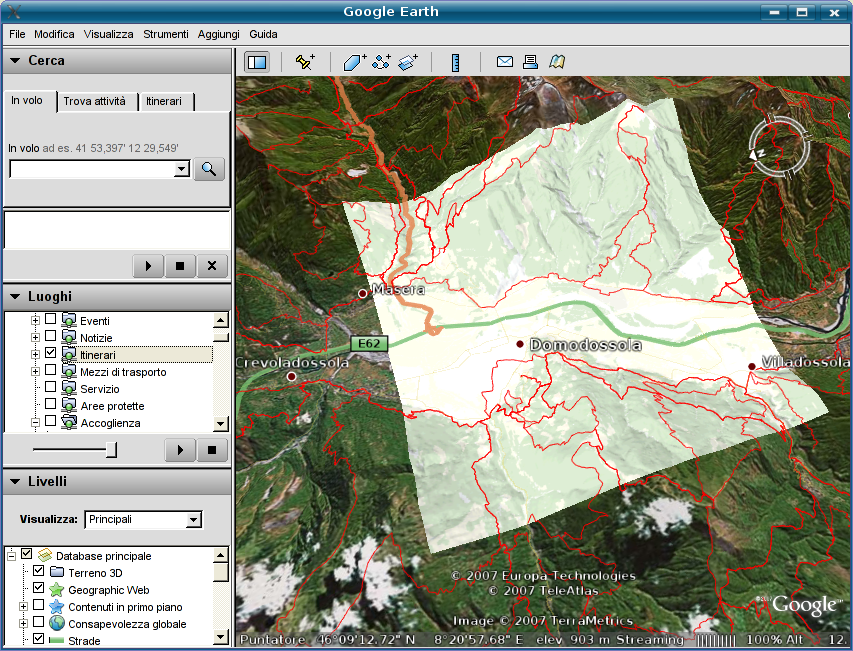 Google Earth
File Modifica Visualizza Strumenti Aggiungi Guida
Cerca
In volo Trova attività Itinerari
In volo ad es. 41 53,397' 12 29,549'
Luoghi
Eventi
Notizie
Itinerari
Mezzi di trasporto
Servizio
Aree protette
Accoglienza
Livelli
Visualizza: Principali
Database principale
Terreno 3D
Geographic Web
Contenuti in primo piano
Consapevolezza globale
Strade
Z
Masera
E62
Domodossola
Crevoladossola
Villadossola
© 2007 Europa Technologies
© 2007 TeleAtlas
Image © 2007 TerraMetrics
©2007 Google™
Puntatore 46°09'12.72" N 8°20'57.68" E elev 903 m Streaming ||||||||| 100% Alt 12.